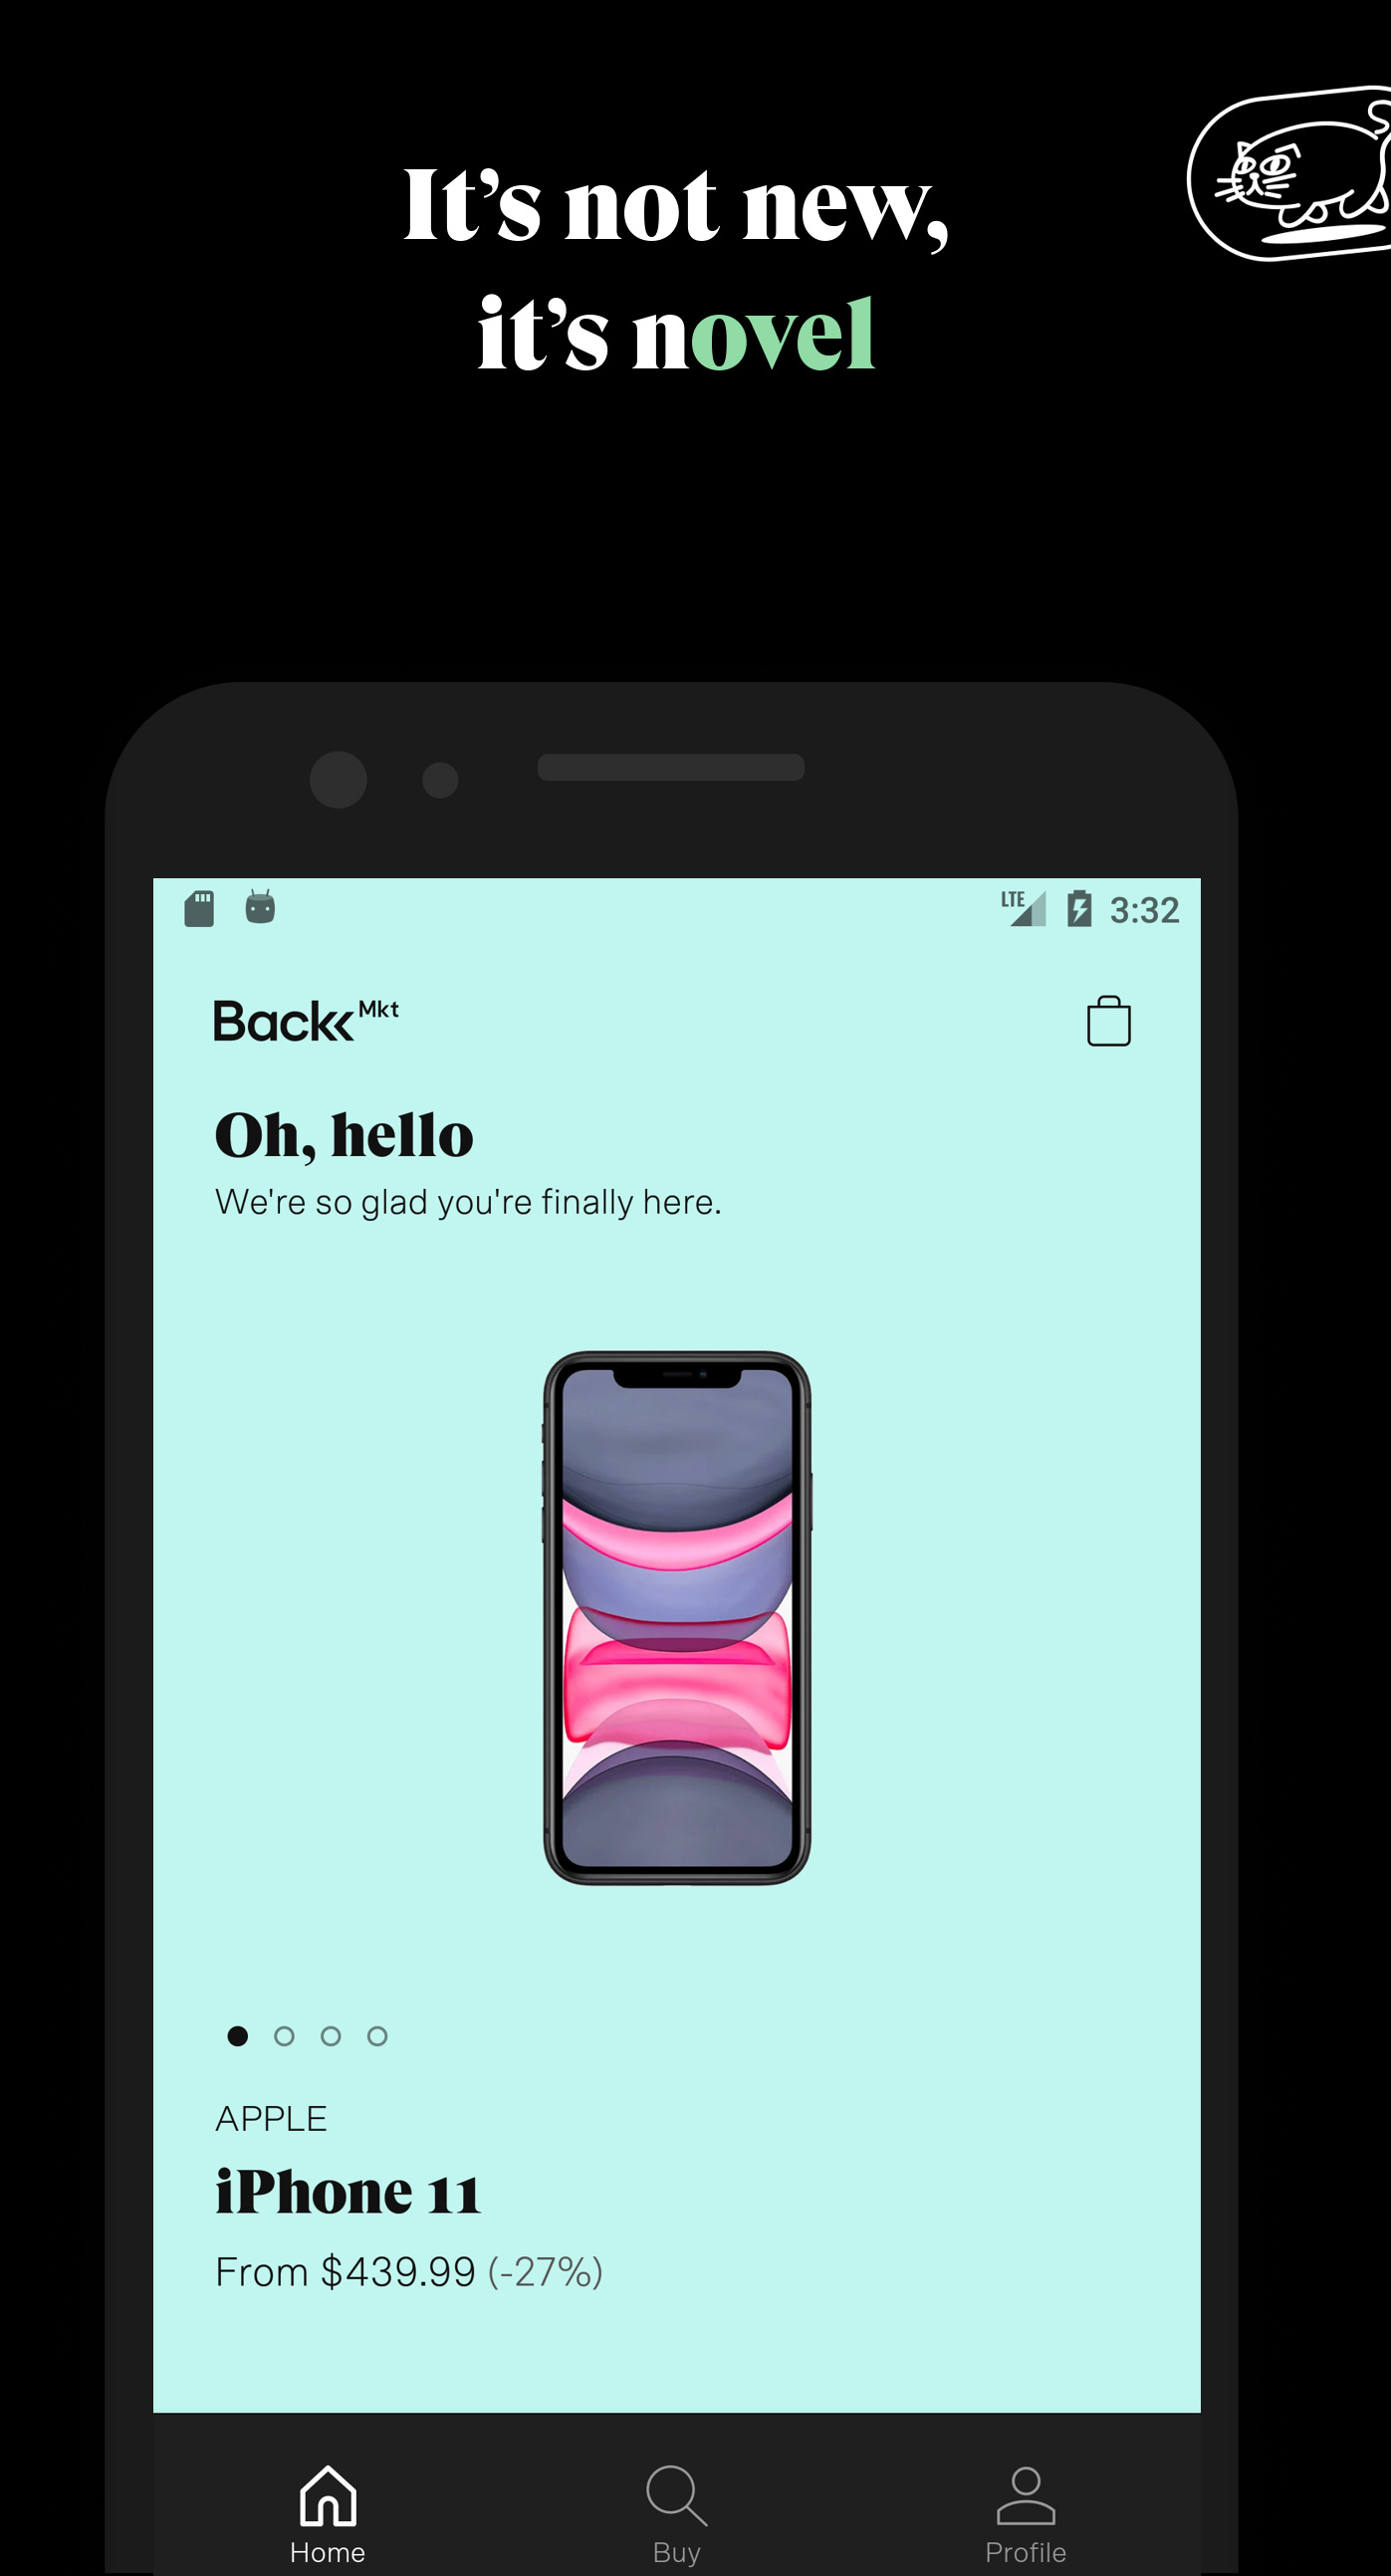 It’s not new,
it’s novel
LTE 3:32
Back Mkt
Oh, hello
We're so glad you're finally here.
APPLE
iPhone 11
From $439.99 (-27%)
Home Buy Profile